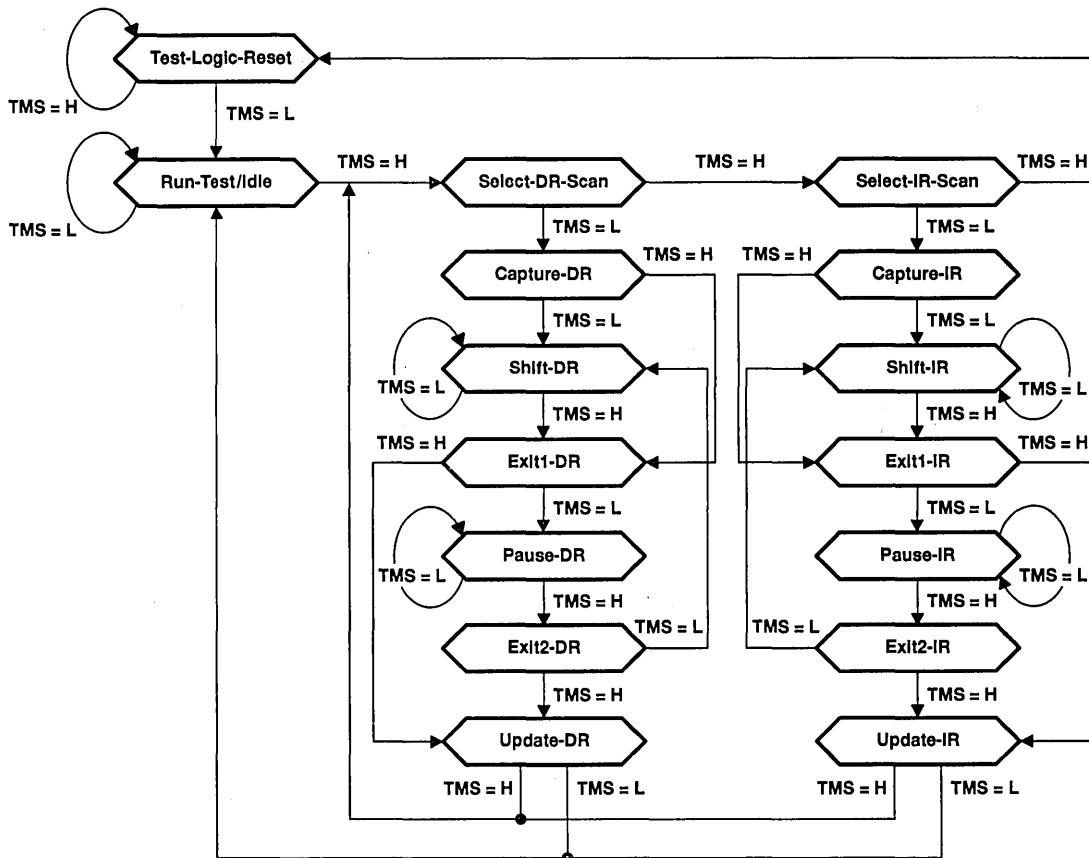 Test-Logic-Reset
TMS = H
TMS = L
TMS = H
TMS = H
TMS = H
Run-Test/Idle
Select-DR-Scan
Select-IR-Scan
TMS = L
TMS = L
TMS = L
TMS = H
TMS = H
Capture-DR
Capture-IR
TMS = L
TMS = L
Shift-DR
Shift-IR
TMS = L
TMS = L
TMS = H
TMS = H
TMS = H
TMS = H
Exit1-DR
Exit1-IR
TMS = L
TMS = L
Pause-DR
Pause-IR
TMS = L
TMS = L
TMS = H
TMS = H
TMS = L
TMS = L
Exit2-DR
Exit2-IR
TMS = H
TMS = H
Update-DR
Update-IR
TMS = H
TMS = L
TMS = H
TMS = L